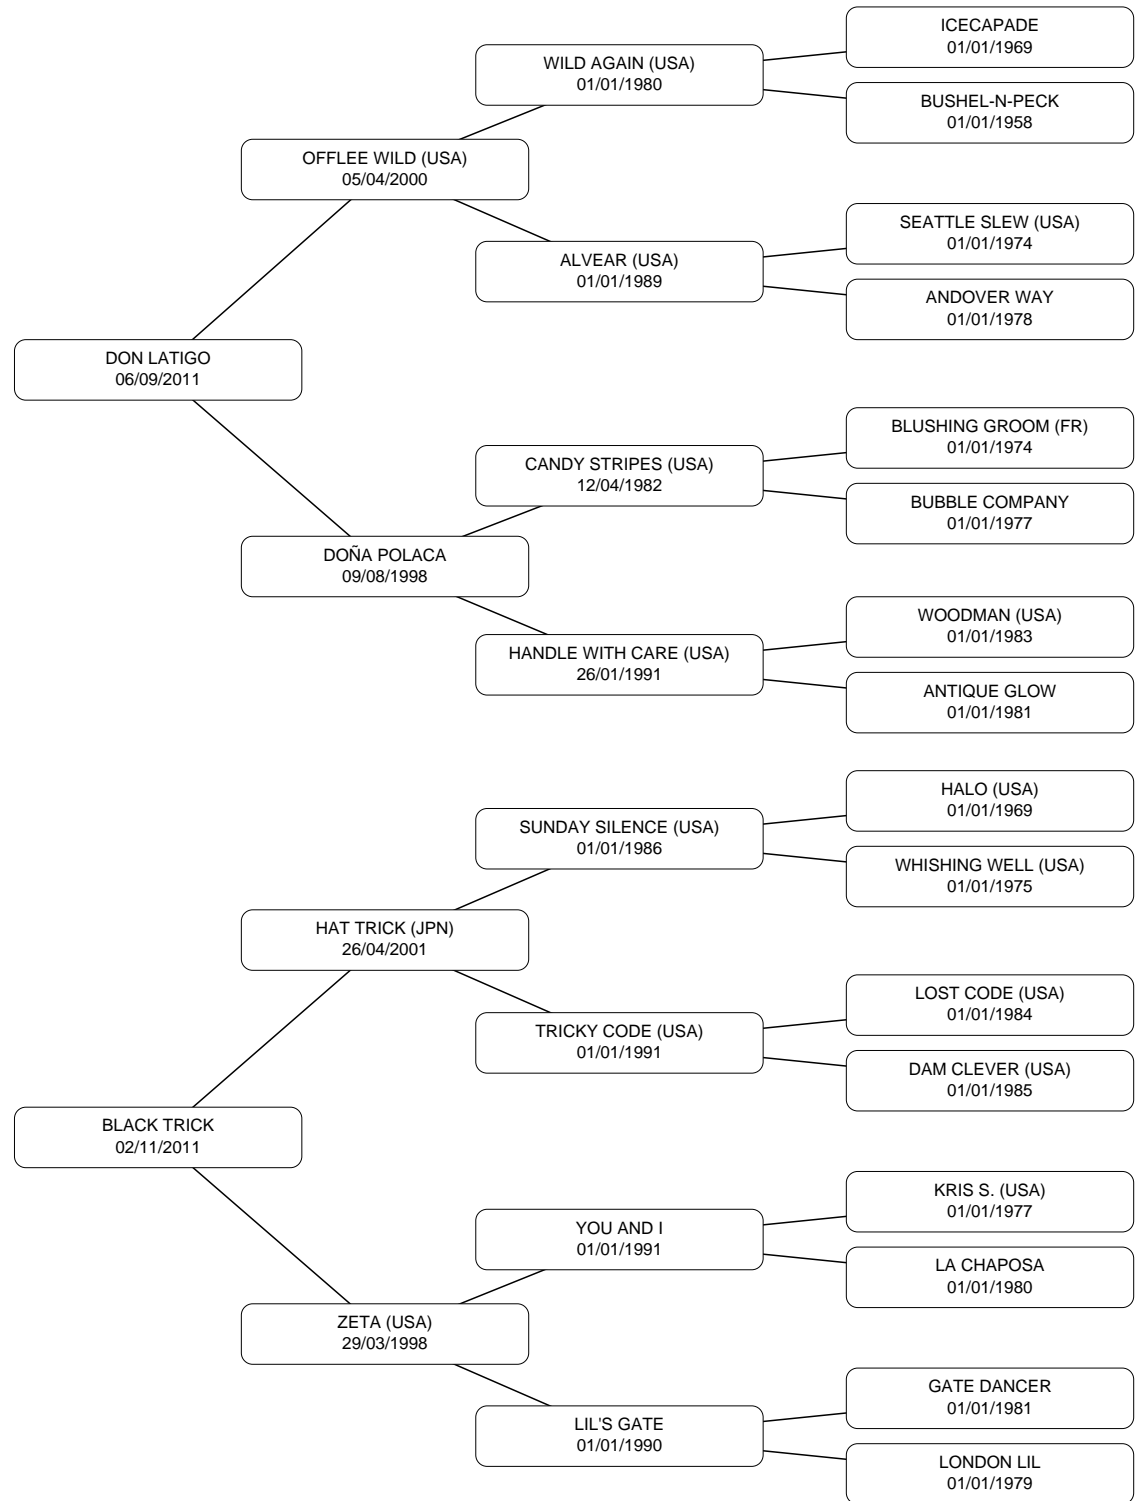 ICECAPADE
01/01/1969
WILD AGAIN (USA)
01/01/1980
BUSHEL-N-PECK
01/01/1958
OFFLEE WILD (USA)
05/04/2000
SEATTLE SLEW (USA)
01/01/1974
ALVEAR (USA)
01/01/1989
ANDOVER WAY
01/01/1978
DON LATIGO
06/09/2011
BLUSHING GROOM (FR)
01/01/1974
CANDY STRIPES (USA)
12/04/1982
BUBBLE COMPANY
01/01/1977
DOÑA POLACA
09/08/1998
WOODMAN (USA)
01/01/1983
HANDLE WITH CARE (USA)
26/01/1991
ANTIQUE GLOW
01/01/1981
HALO (USA)
01/01/1969
SUNDAY SILENCE (USA)
01/01/1986
WHISHING WELL (USA)
01/01/1975
HAT TRICK (JPN)
26/04/2001
LOST CODE (USA)
01/01/1984
TRICKY CODE (USA)
01/01/1991
DAM CLEVER (USA)
01/01/1985
BLACK TRICK
02/11/2011
KRIS S. (USA)
01/01/1977
YOU AND I
01/01/1991
LA CHAPOSA
01/01/1980
ZETA (USA)
29/03/1998
GATE DANCER
01/01/1981
LIL'S GATE
01/01/1990
LONDON LIL
01/01/1979